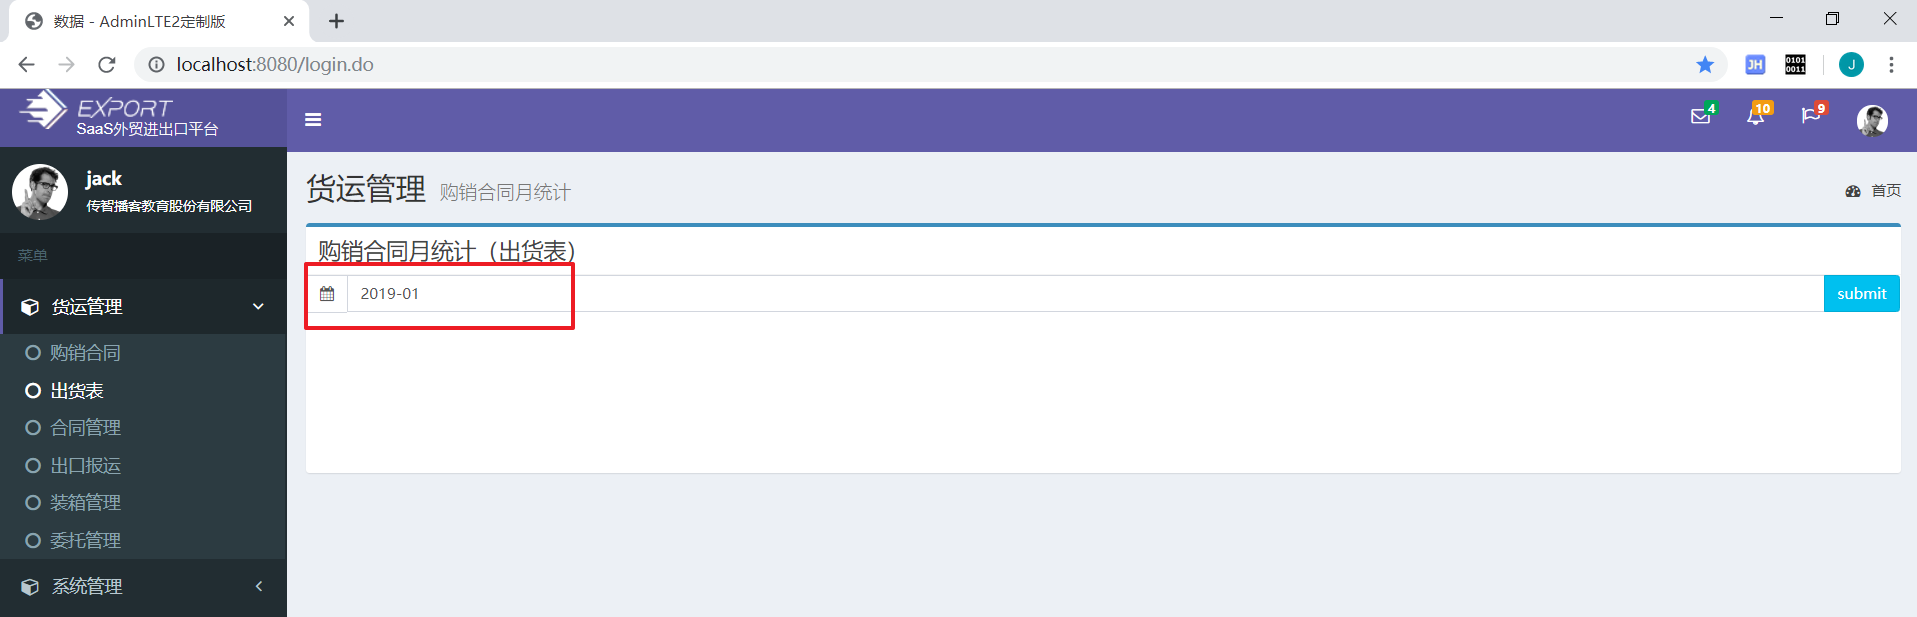 数据 - AdminLTE2定制版
localhost:8080/login.do
JH
0101
0011
J
EXPORT
SaaS外贸进出口平台
4
10
9
jack
传智播客教育股份有限公司
货运管理 购销合同月统计
首页
菜单
购销合同月统计（出货表）
2019-01
submit
货运管理
购销合同
出货表
合同管理
出口报运
装箱管理
委托管理
系统管理